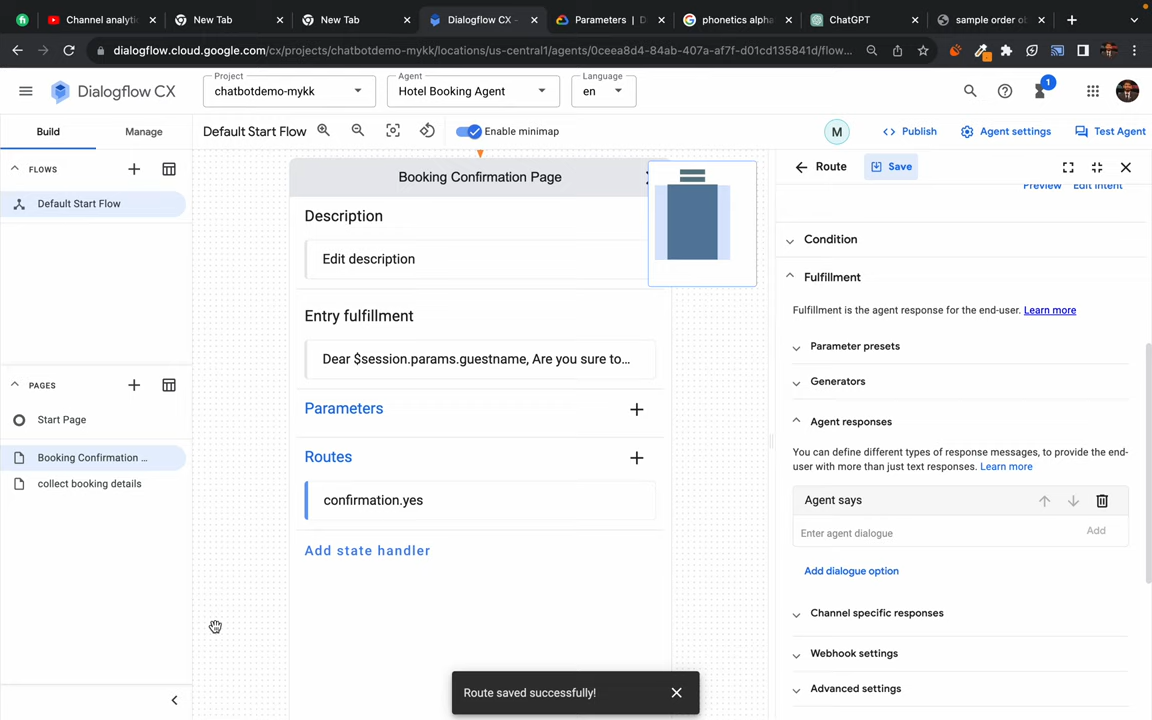 Channel analytic
New Tab
New Tab
Dialogflow CX -
Parameters | D
phonetics alpha
ChatGPT
sample order ob
dialogflow.cloud.google.com/cx/projects/chatbotdemo-mykk/locations/us-central1/agents/0ceea8d4-84ab-407a-af7f-d01cd135841d/flow...
Dialogflow CX
Project
chatbotdemo-mykk
Agent
Hotel Booking Agent
Language
en
1
Build
Manage
Default Start Flow
Enable minimap
M
Publish
Agent settings
Test Agent
FLOWS
Default Start Flow
PAGES
Start Page
Booking Confirmation ...
collect booking details
Booking Confirmation Page
Description
Edit description
Entry fulfillment
Dear $session.params.guestname, Are you sure to...
Parameters
Routes
confirmation.yes
Add state handler
Route saved successfully!
Route
Save
Preview
Edit Intent
Condition
Fulfillment
Fulfillment is the agent response for the end-user. Learn more
Parameter presets
Generators
Agent responses
You can define different types of response messages, to provide the end-
user with more than just text responses. Learn more
Agent says
Enter agent dialogue
Add
Add dialogue option
Channel specific responses
Webhook settings
Advanced settings